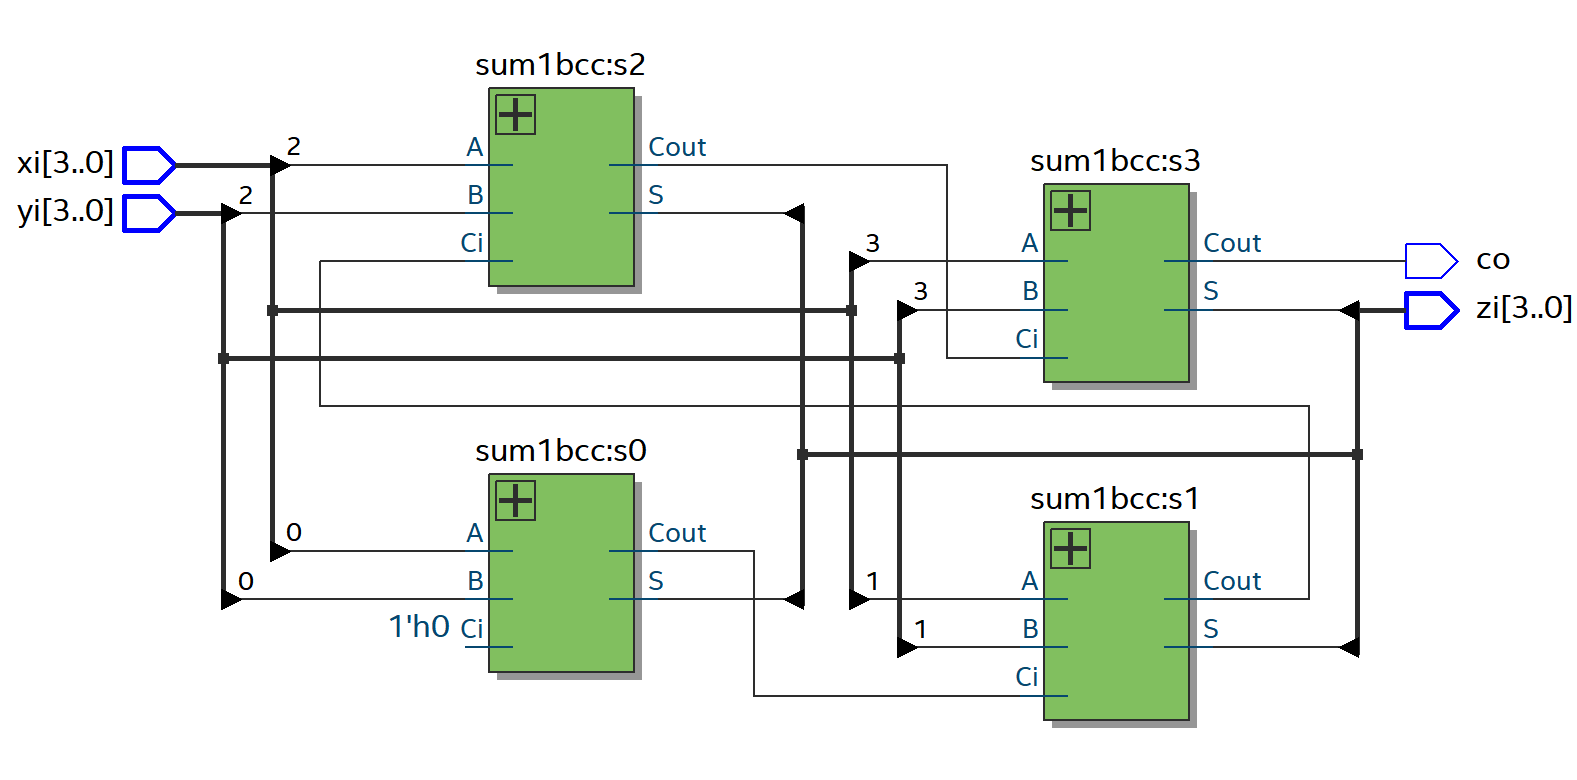 sum1bcc:s2
xi[3..0]
2
A
Cout
yi[3..0]
2
B
S
Ci
sum1bcc:s3
3
A
Cout
co
3
B
S
zi[3..0]
Ci
sum1bcc:s0
0
A
Cout
0
B
S
1'h0 Ci
sum1bcc:s1
1
A
Cout
1
B
S
Ci